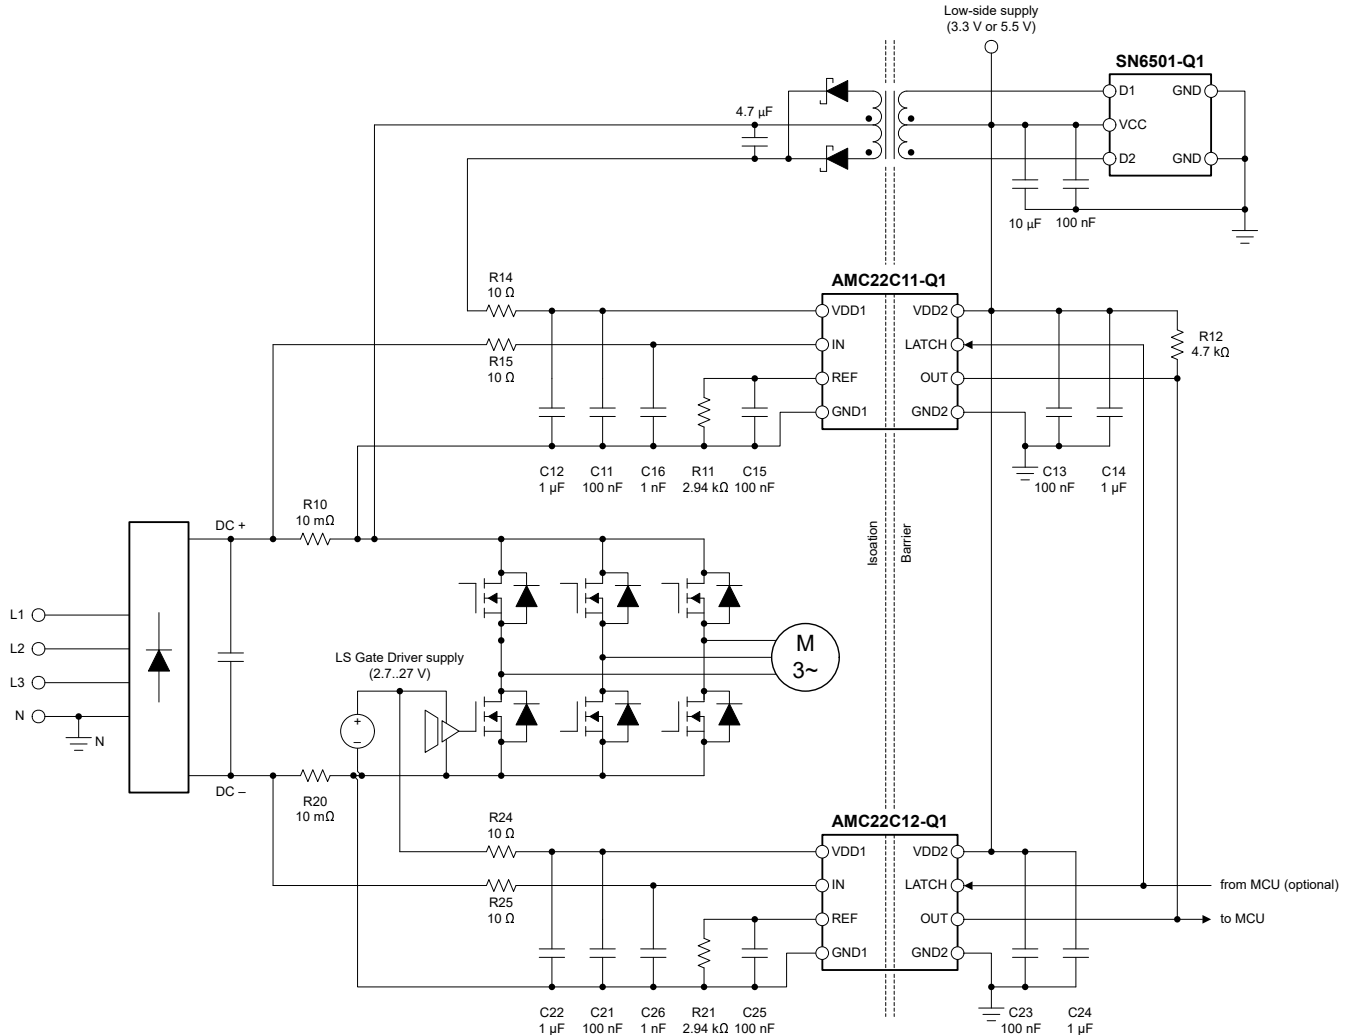 Low-side supply
(3.3 V or 5.5 V)
SN6501-Q1
D1
GND
VCC
D2
GND
4.7 µF
10 µF
100 nF
AMC22C11-Q1
R14
10 Ω
VDD1
VDD2
IN
LATCH
R15
10 Ω
R12
4.7 kΩ
REF
OUT
GND1
GND2
C12
1 µF
C11
100 nF
C16
1 nF
R11
2.94 kΩ
C15
100 nF
C13
100 nF
C14
1 µF
R10
10 mΩ
DC +
Isoation
Barrier
L1
L2
L3
N
N
M
3~
LS Gate Driver supply
(2.7..27 V)
+
–
DC –
R20
10 mΩ
AMC22C12-Q1
R24
10 Ω
VDD1
VDD2
IN
LATCH
from MCU (optional)
R25
10 Ω
REF
OUT
to MCU
GND1
GND2
C22
1 µF
C21
100 nF
C26
1 nF
R21
2.94 kΩ
C25
100 nF
C23
100 nF
C24
1 µF